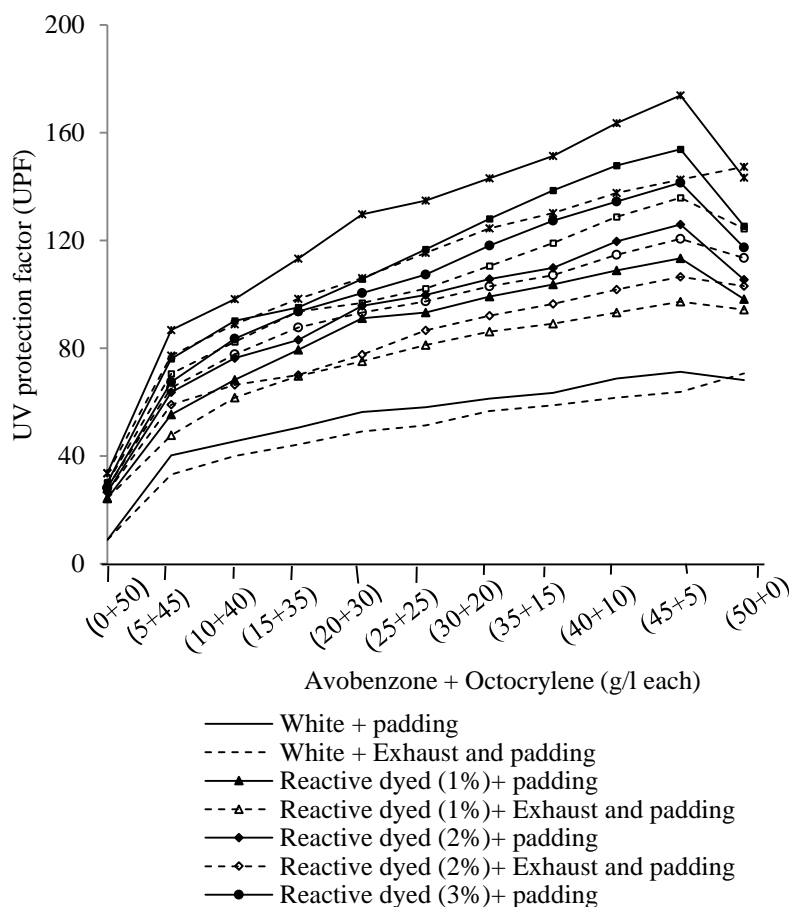 200
160
120
80
40
0
UV protection factor (UPF)
(0+50)
(5+45)
(10+40)
(15+35)
(20+30)
(25+25)
(30+20)
(35+15)
(40+10)
(45+5)
(50+0)
Avobenzone + Octocrylene (g/l each)
White + padding
White + Exhaust and padding
Reactive dyed (1%)+ padding
Reactive dyed (1%)+ Exhaust and padding
Reactive dyed (2%)+ padding
Reactive dyed (2%)+ Exhaust and padding
Reactive dyed (3%)+ padding